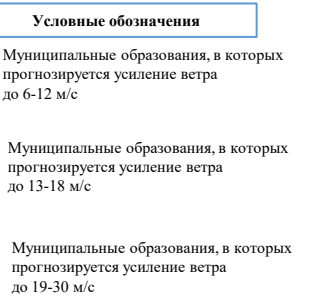 Условные обозначения
Муниципальные образования, в которых
прогнозируется усиление ветра
до 6-12 м/с
Муниципальные образования, в которых
прогнозируется усиление ветра
до 13-18 м/с
Муниципальные образования, в которых
прогнозируется усиление ветра
до 19-30 м/с